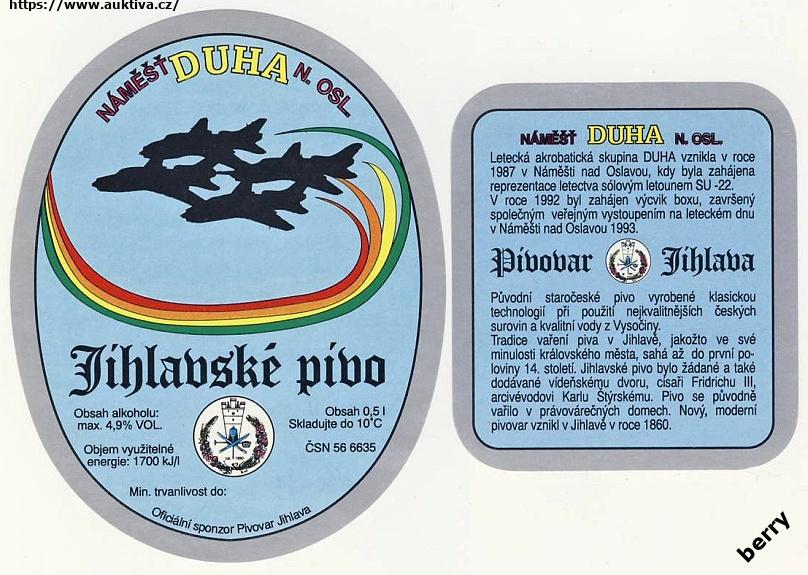 https://www.auktiva.cz/
NÁMĚŠŤ DUHA N. OSL.
Jihlavské pivo
Obsah alkoholu:
max. 4,9% VOL.
Objem využitelné
energie: 1700 kJ/l
Obsah 0,5 l
Skladujte do 10°C
ČSN 56 6635
Min. trvanlivost do:
Oficiální sponzor Pivovar Jihlava
NÁMĚŠŤ DUHA N. OSL.
Letecká akrobatická skupina DUHA vznikla v roce
1987 v Náměšti nad Oslavou, kdy byla zahájena
reprezentace letectva sólovým letounem SU -22.
V roce 1992 byl zahájen výcvik boxu, završený
společným veřejným vystoupením na leteckém dnu
v Náměšti nad Oslavou 1993.
Pivovar Jihlava
Původní staročeské pivo vyrobené klasickou
technologií při použití nejkvalitnějších českých
surovin a kvalitní vody z Vysočiny.
Tradice vaření piva v Jihlavě, jakožto ve své
minulosti královského města, sahá až do první po-
loviny 14. století. Jihlavské pivo bylo žádané a také
dodávané vídeňskému dvoru, císaři Fridrichu III,
arcivévodovi Karlu Štýrskému. Pivo se původně
vařilo v právovárečných domech. Nový, moderní
pivovar vznikl v Jihlavě v roce 1860.
berry